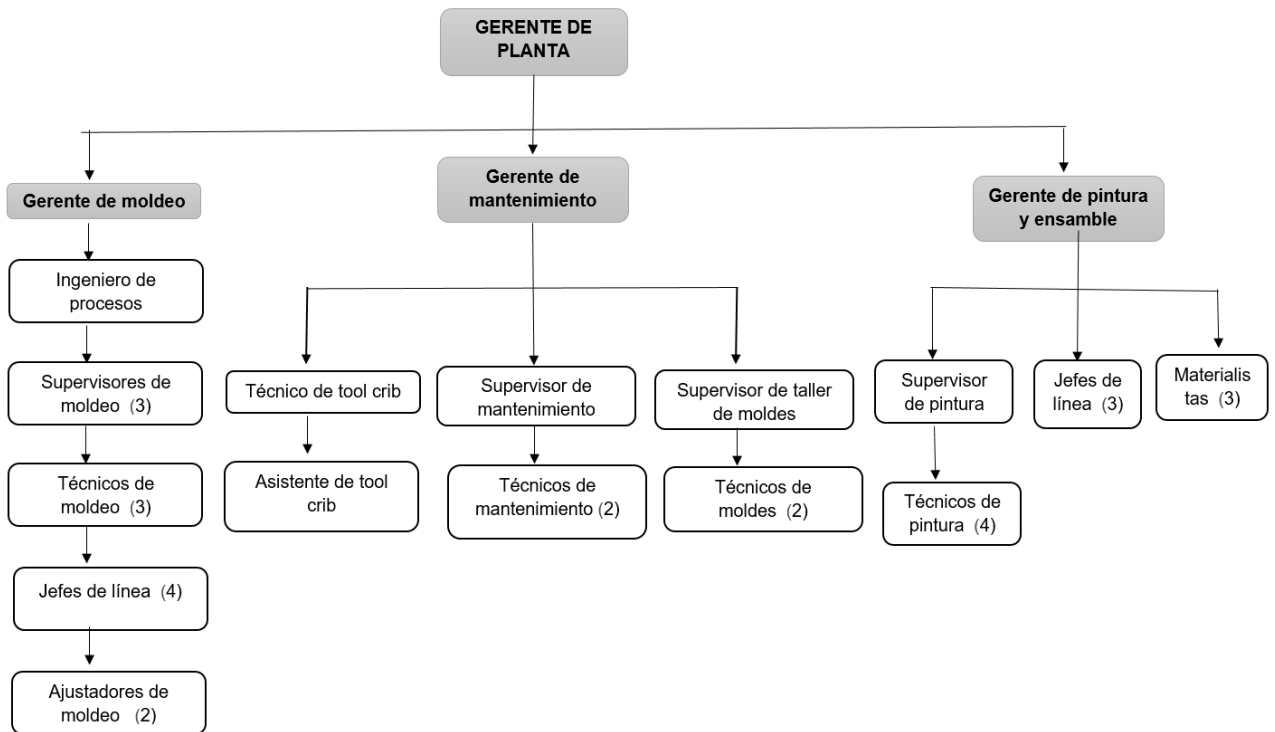 GERENTE DE
PLANTA
Gerente de moldeo
Gerente de
mantenimiento
Gerente de pintura
y ensamble
Ingeniero de
procesos
Supervisores de
moldeo (3)
Técnicos de
moldeo (3)
Jefes de línea (4)
Ajustadores de
moldeo (2)
Técnico de tool crib
Asistente de tool
crib
Supervisor de
mantenimiento
Técnicos de
mantenimiento (2)
Supervisor de taller
de moldes
Técnicos de
moldes (2)
Supervisor
de pintura
Técnicos de
pintura (4)
Jefes de
línea (3)
Materialis
tas (3)